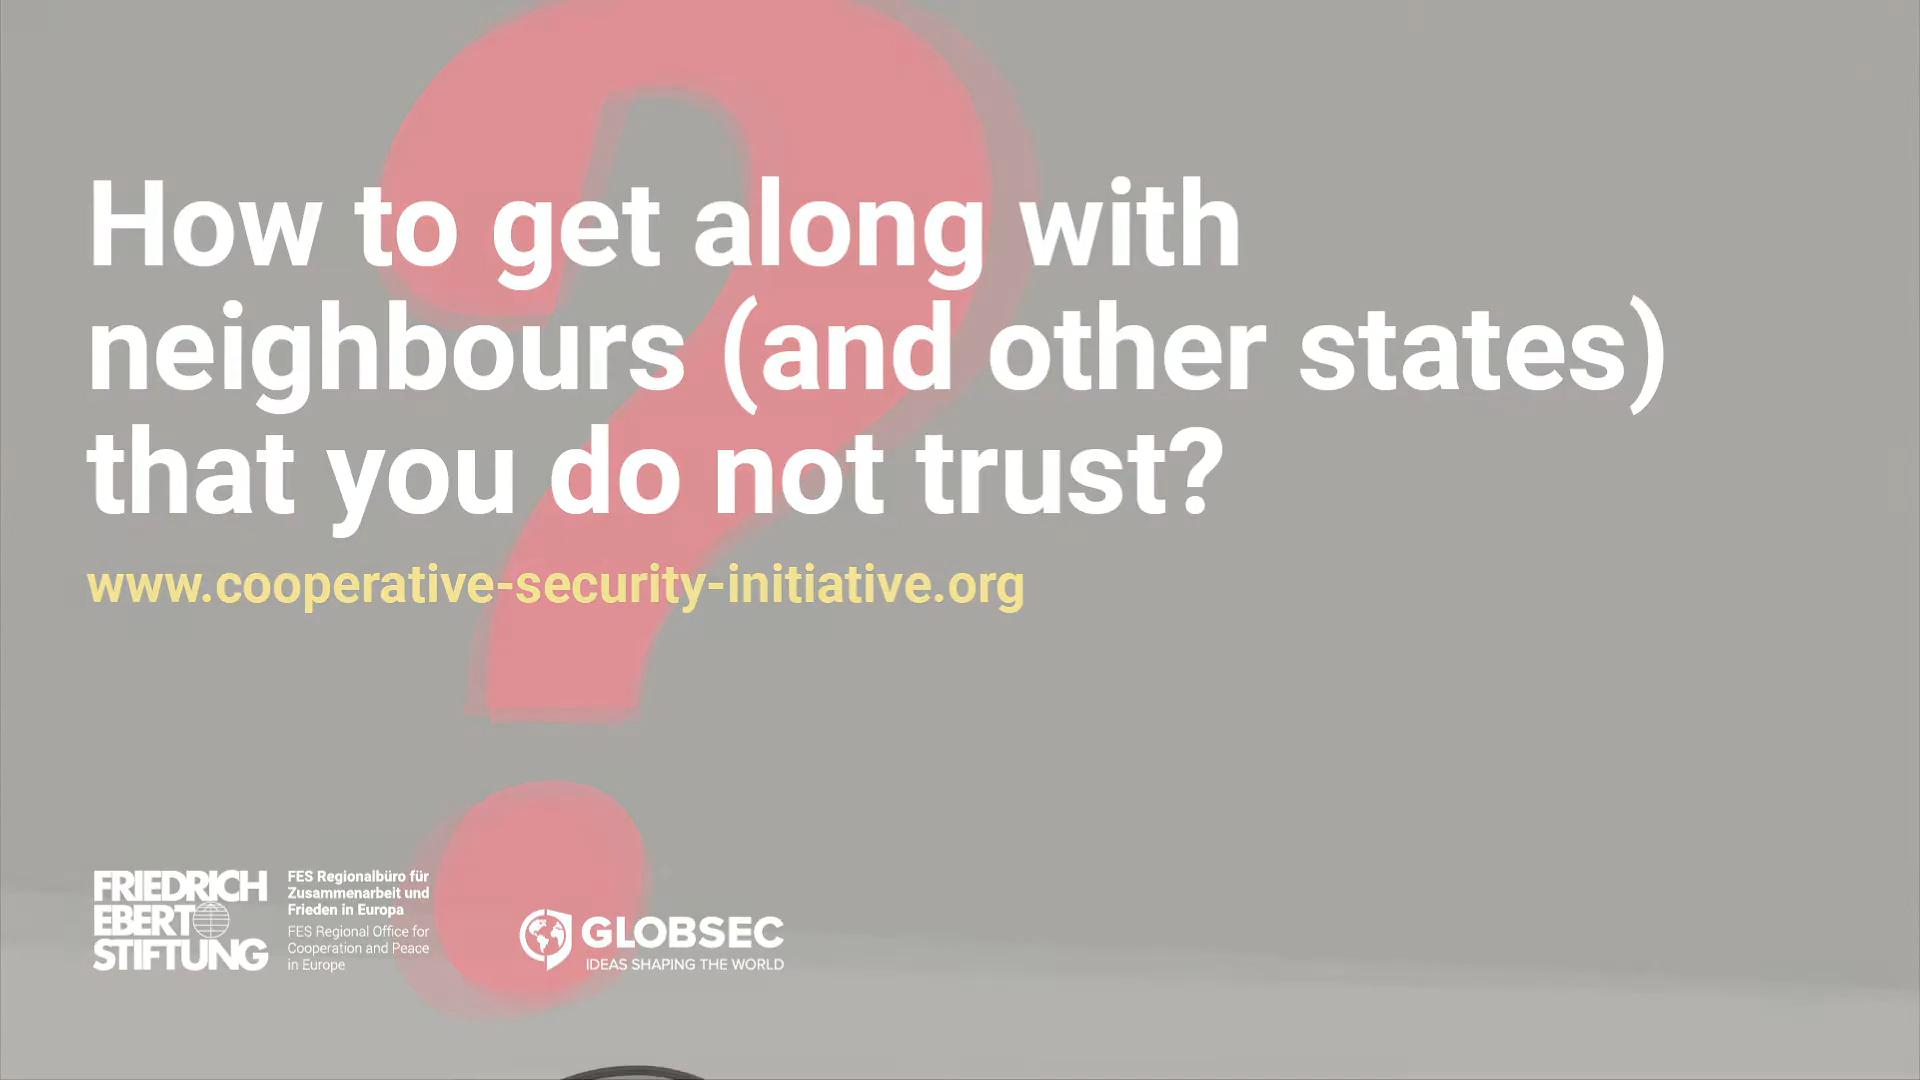 How to get along with
neighbours (and other states)
that you do not trust?
www.cooperative-security-initiative.org
FRIEDRICH
EBERT
STIFTUNG
FES Regionalbüro für
Zusammenarbeit und
Frieden in Europa
FES Regional Office for
Cooperation and Peace
in Europe
GLOBSEC
IDEAS SHAPING THE WORLD